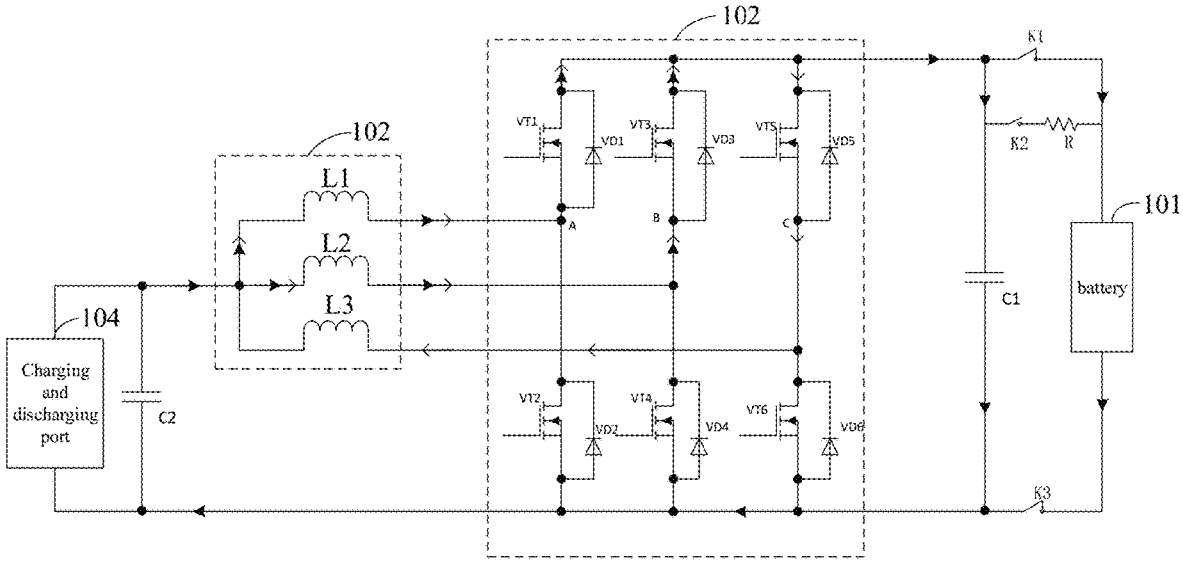 102
K1
VT1
VD1
VT3
VD3
VT5
VD5
K2
R
102
L1
A
B
C
101
L2
L3
C1
battery
104
Charging
and
discharging
port
C2
VT2
VD2
VT4
VD4
VT6
VD6
K3